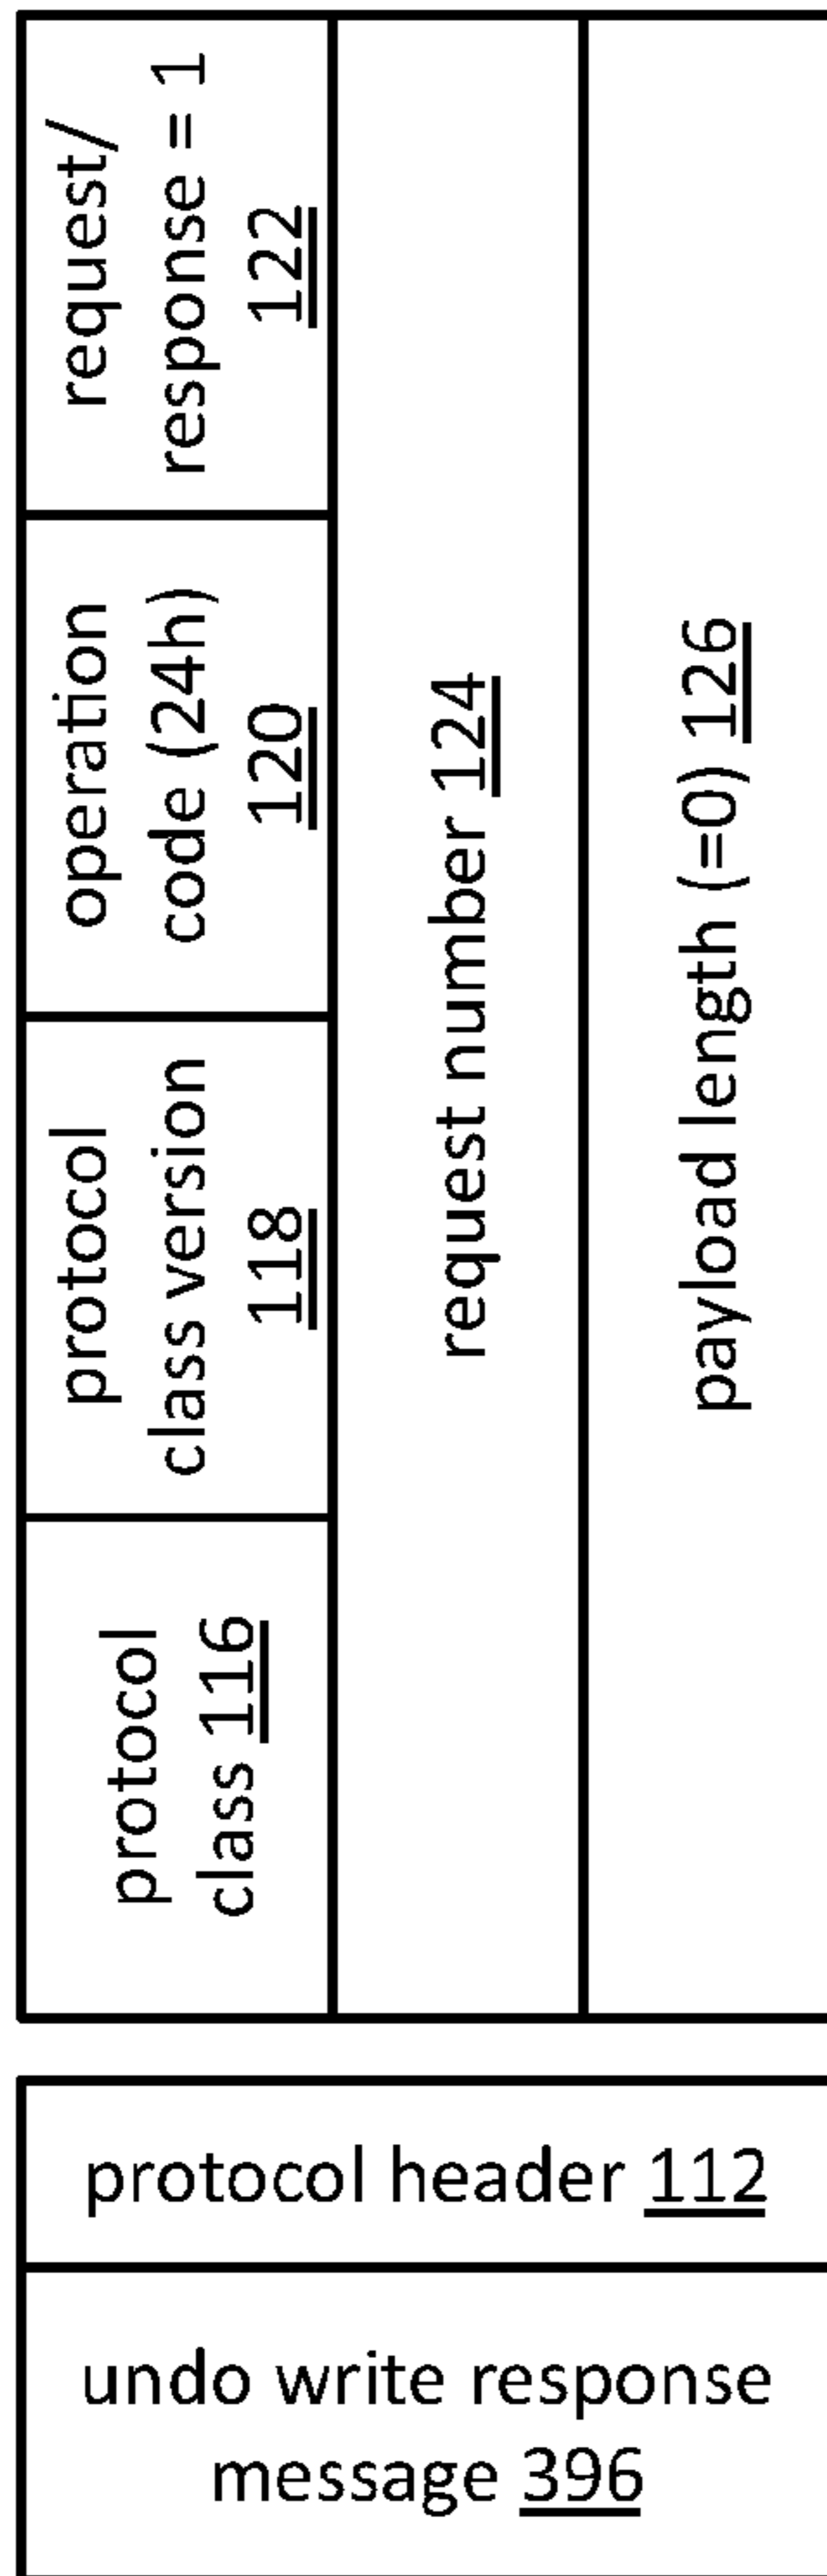 protocol
class 116
protocol
class version
118
operation
code (24h)
120
request/
response = 1
122
request number 124
payload length (=0) 126
protocol header 112
undo write response
message 396